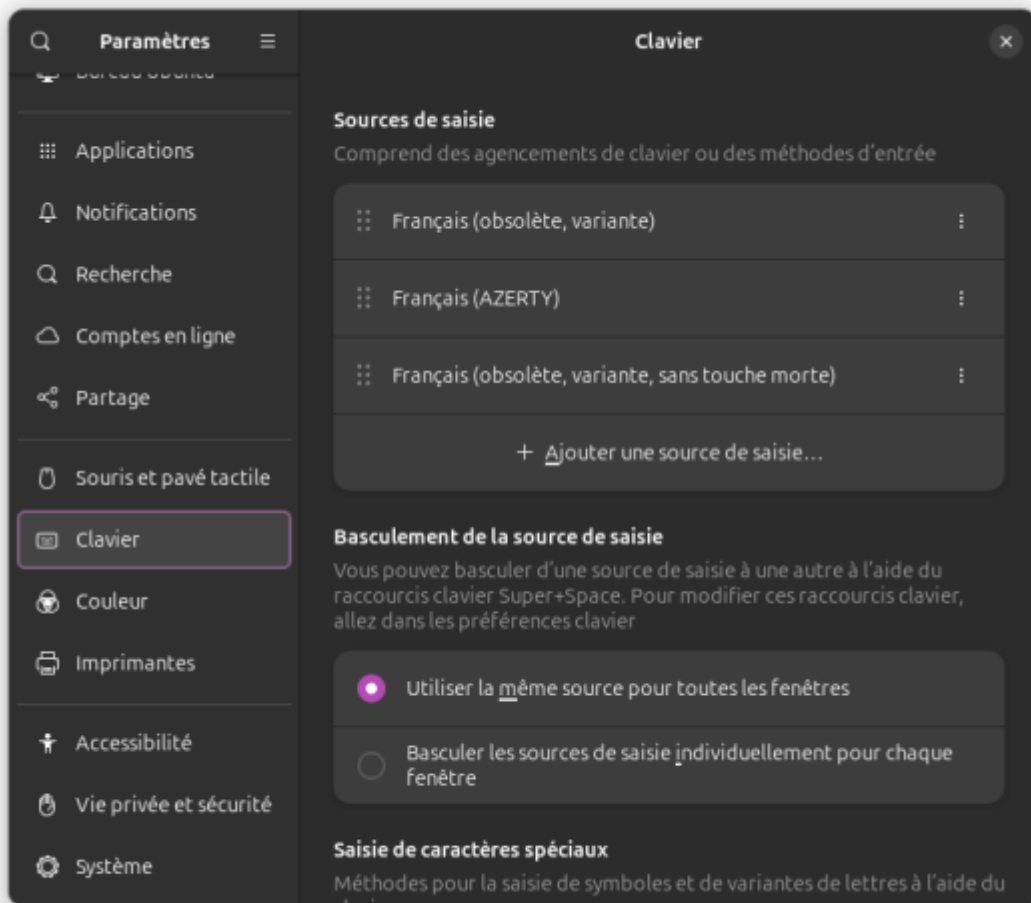 Paramètres
Clavier
Bureau Ubuntu
Applications
Notifications
Recherche
Comptes en ligne
Partage
Souris et pavé tactile
Clavier
Couleur
Imprimantes
Accessibilité
Vie privée et sécurité
Système
Sources de saisie
Comprend des agencements de clavier ou des méthodes d'entrée
Français (obsolète, variante)
Français (AZERTY)
Français (obsolète, variante, sans touche morte)
+ Ajouter une source de saisie…
Basculement de la source de saisie
Vous pouvez basculer d'une source de saisie à une autre à l'aide du
raccourcis clavier Super+Space. Pour modifier ces raccourcis clavier,
allez dans les préférences clavier
Utiliser la même source pour toutes les fenêtres
Basculer les sources de saisie individuellement pour chaque
fenêtre
Saisie de caractères spéciaux
Méthodes pour la saisie de symboles et de variantes de lettres à l'aide du